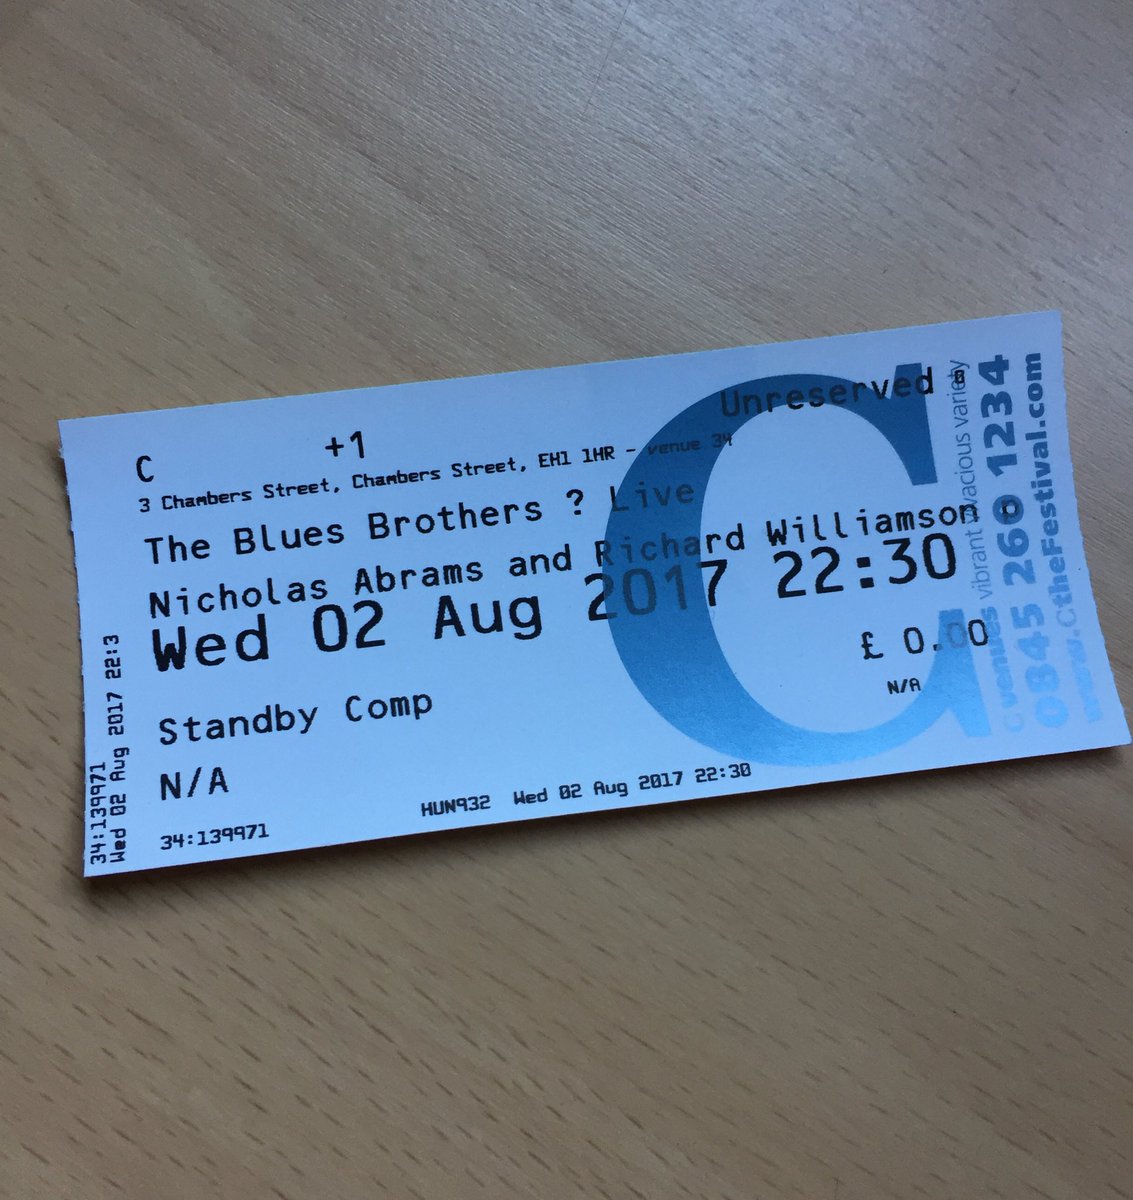 C +1 Unreserved 0
3 Chambers Street, Chambers Street, EH1 1HR - venue 34
The Blues Brothers ? Live
Nicholas Abrams and Richard Williamson
Wed 02 Aug 2017 22:30
£ 0.00
Standby Comp
N/A
N/A
34:139971
HUN932 Wed 02 Aug 2017 22:30
34:139971
Wed 02 Aug 2017 22:3
C
C venues vibrant vivacious variety
0845 260 1234
www.CtheFestival.com